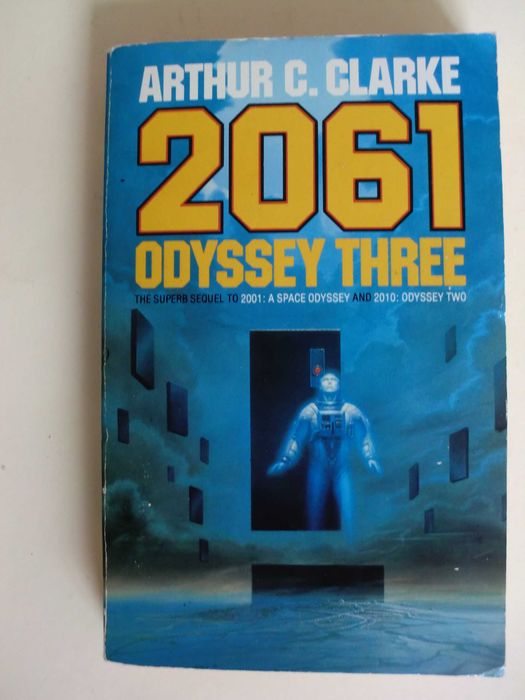 ARTHUR C. CLARKE
2061
ODYSSEY THREE
THE SUPERB SEQUEL TO 2001: A SPACE ODYSSEY AND 2010: ODYSSEY TWO